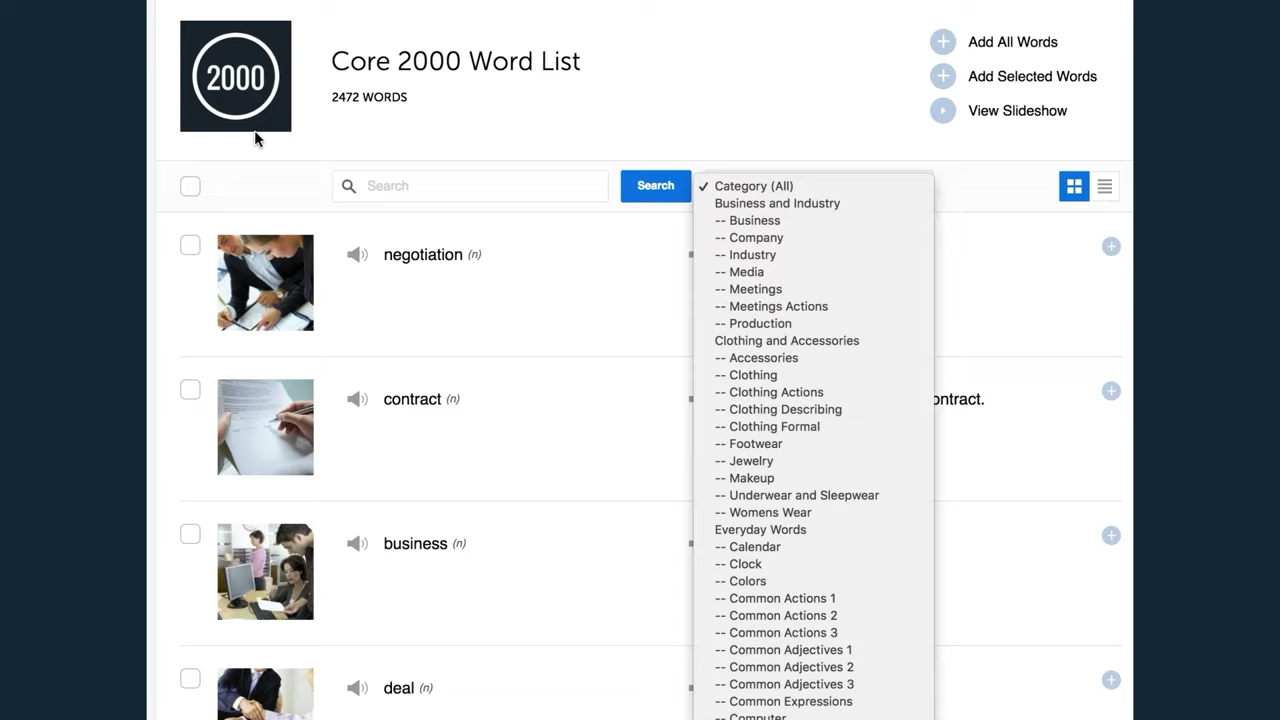 2000
Core 2000 Word List
2472 WORDS
Add All Words
Add Selected Words
View Slideshow
Search
Search
✓ Category (All)
Business and Industry
-- Business
-- Company
-- Industry
-- Media
-- Meetings
-- Meetings Actions
-- Production
Clothing and Accessories
-- Accessories
-- Clothing
-- Clothing Actions
-- Clothing Describing
-- Clothing Formal
-- Footwear
-- Jewelry
-- Makeup
-- Underwear and Sleepwear
-- Womens Wear
Everyday Words
-- Calendar
-- Clock
-- Colors
-- Common Actions 1
-- Common Actions 2
-- Common Actions 3
-- Common Adjectives 1
-- Common Adjectives 2
-- Common Adjectives 3
-- Common Expressions
-- Computer
negotiation (n)
contract (n)
ontract.
business (n)
deal (n)